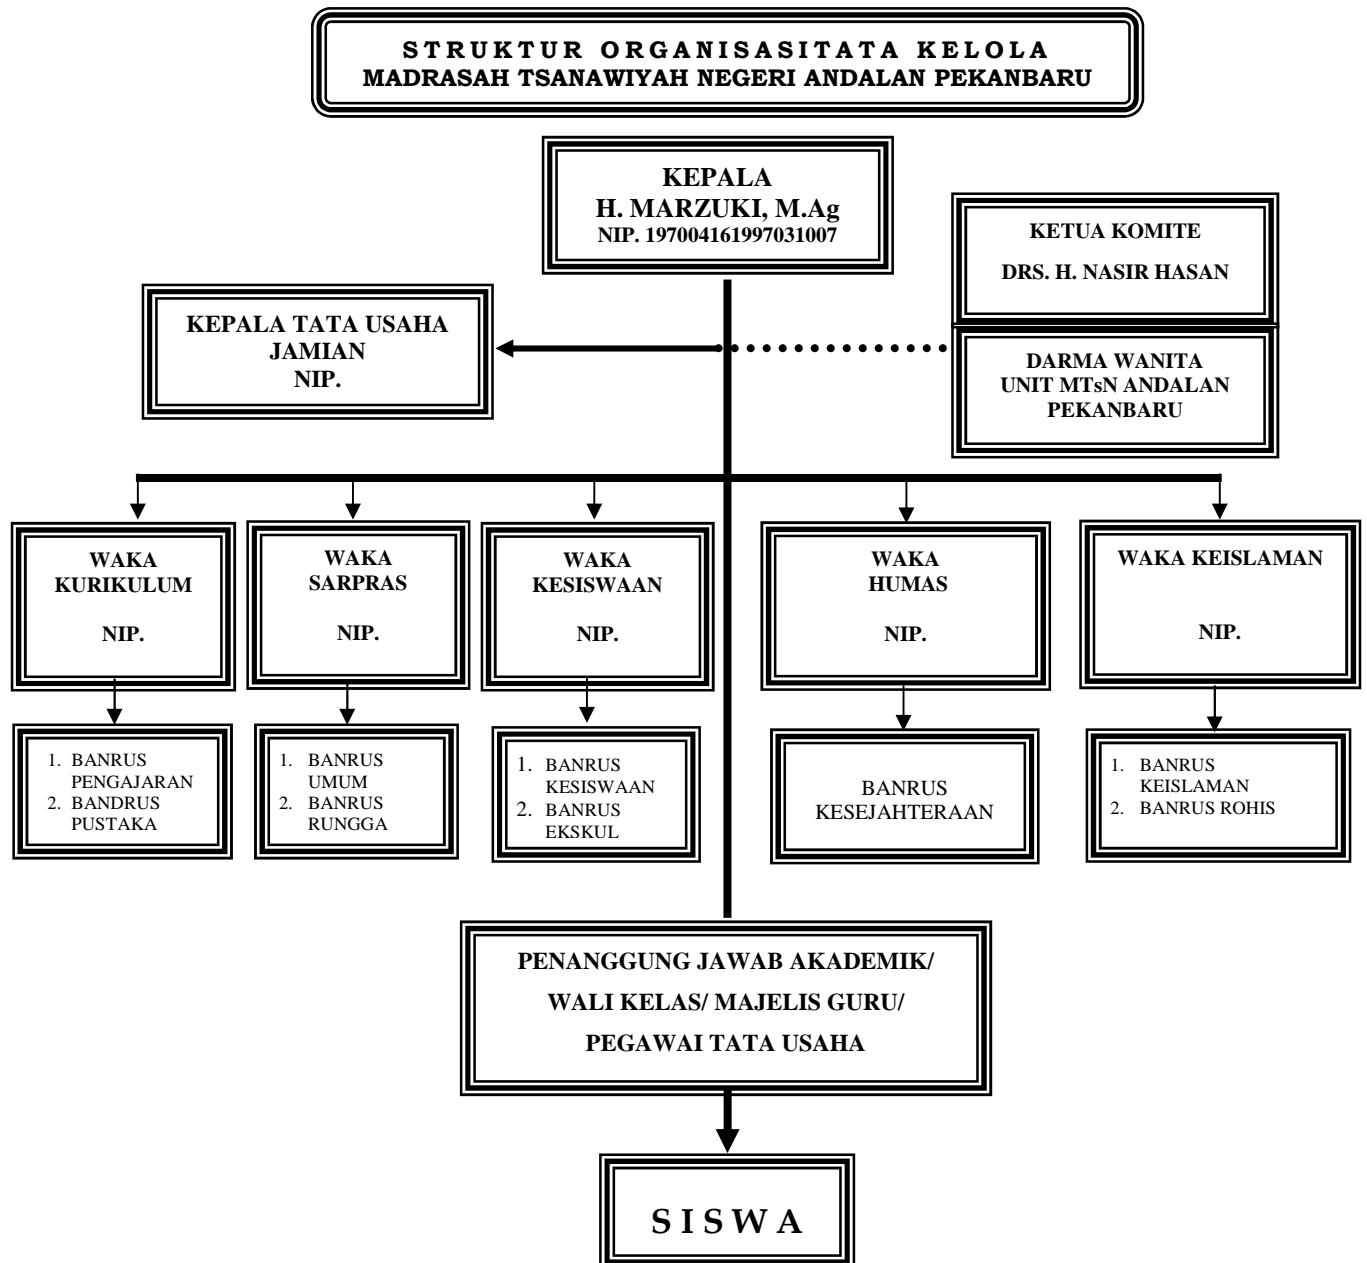 STRUKTUR ORGANISASITATA KELOLA
MADRASAH TSANAWIYAH NEGERI ANDALAN PEKANBARU
KEPALA
H. MARZUKI, M.Ag
NIP. 197004161997031007
KETUA KOMITE
DRS. H. NASIR HASAN
KEPALA TATA USAHA
JAMIAN
NIP.
DARMA WANITA
UNIT MTsN ANDALAN
PEKANBARU
WAKA
KURIKULUM
NIP.
WAKA
SARPRAS
NIP.
WAKA
KESISWAAN
NIP.
WAKA
HUMAS
NIP.
WAKA KEISLAMAN
NIP.
1. BANRUS
PENGAJARAN
2. BANDRUS
PUSTAKA
1. BANRUS
UMUM
2. BANRUS
RUNGGA
1. BANRUS
KESISWAAN
2. BANRUS
EKSKUL
BANRUS
KESEJAHTERAAN
1. BANRUS
KEISLAMAN
2. BANRUS ROHIS
PENANGGUNG JAWAB AKADEMIK/
WALI KELAS/ MAJELIS GURU/
PEGAWAI TATA USAHA
SISWA